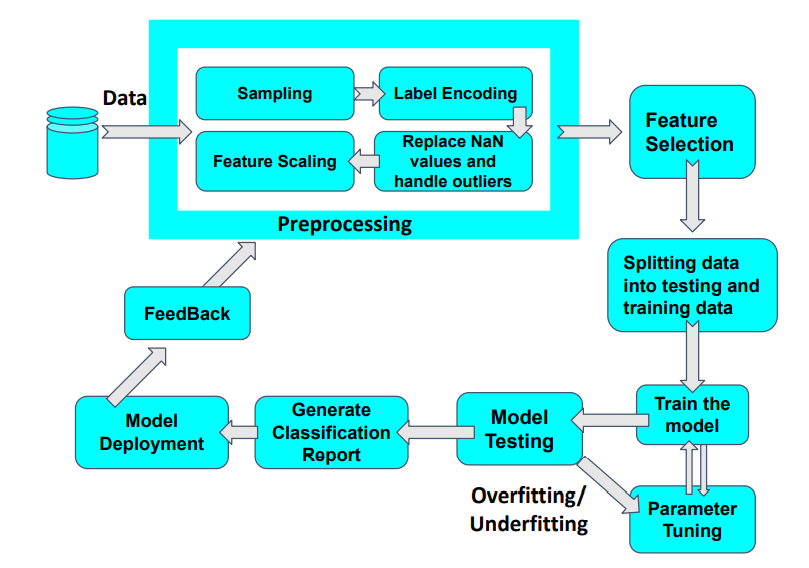 Data
Sampling
Label Encoding
Feature Scaling
Replace NaN
values and
handle outliers
Preprocessing
Feature
Selection
Splitting data
into testing and
training data
Train the
model
Parameter
Tuning
Model
Testing
Overfitting/
Underfitting
Generate
Classification
Report
Model
Deployment
FeedBack